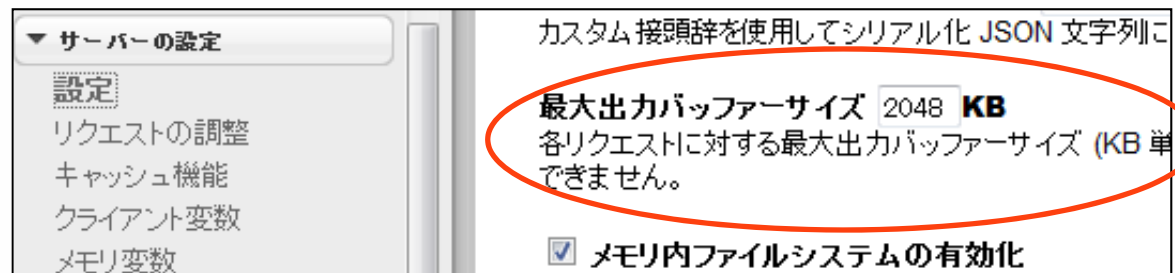 サーバーの設定
設定
リクエストの調整
キャッシュ機能
クライアント変数
メモリ変数
カスタム接頭辞を使用してシリアル化 JSON 文字列に
最大出力バッファーサイズ 2048 KB
各リクエストに対する最大出力バッファーサイズ (KB 単
できません。
メモリ内ファイルシステムの有効化